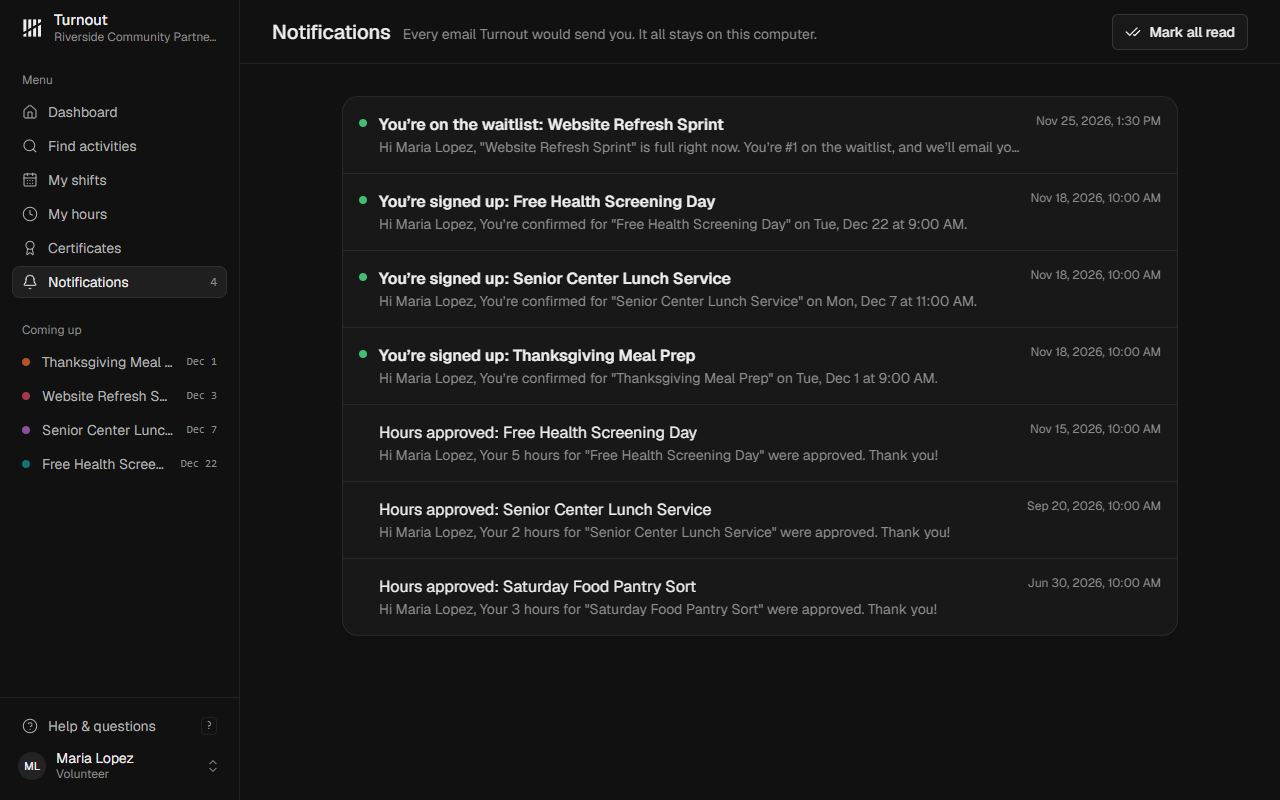 Turnout
Riverside Community Partne…
Menu
Dashboard
Find activities
My shifts
My hours
Certificates
Notifications 4
Coming up
Thanksgiving Meal … Dec 1
Website Refresh S… Dec 3
Senior Center Lunc… Dec 7
Free Health Scree… Dec 22
Help & questions ?
ML
Maria Lopez
Volunteer
Notifications Every email Turnout would send you. It all stays on this computer.
Mark all read
You’re on the waitlist: Website Refresh Sprint Nov 25, 2026, 1:30 PM
Hi Maria Lopez, "Website Refresh Sprint" is full right now. You’re #1 on the waitlist, and we’ll email yo…
You’re signed up: Free Health Screening Day Nov 18, 2026, 10:00 AM
Hi Maria Lopez, You’re confirmed for "Free Health Screening Day" on Tue, Dec 22 at 9:00 AM.
You’re signed up: Senior Center Lunch Service Nov 18, 2026, 10:00 AM
Hi Maria Lopez, You’re confirmed for "Senior Center Lunch Service" on Mon, Dec 7 at 11:00 AM.
You’re signed up: Thanksgiving Meal Prep Nov 18, 2026, 10:00 AM
Hi Maria Lopez, You’re confirmed for "Thanksgiving Meal Prep" on Tue, Dec 1 at 9:00 AM.
Hours approved: Free Health Screening Day Nov 15, 2026, 10:00 AM
Hi Maria Lopez, Your 5 hours for "Free Health Screening Day" were approved. Thank you!
Hours approved: Senior Center Lunch Service Sep 20, 2026, 10:00 AM
Hi Maria Lopez, Your 2 hours for "Senior Center Lunch Service" were approved. Thank you!
Hours approved: Saturday Food Pantry Sort Jun 30, 2026, 10:00 AM
Hi Maria Lopez, Your 3 hours for "Saturday Food Pantry Sort" were approved. Thank you!